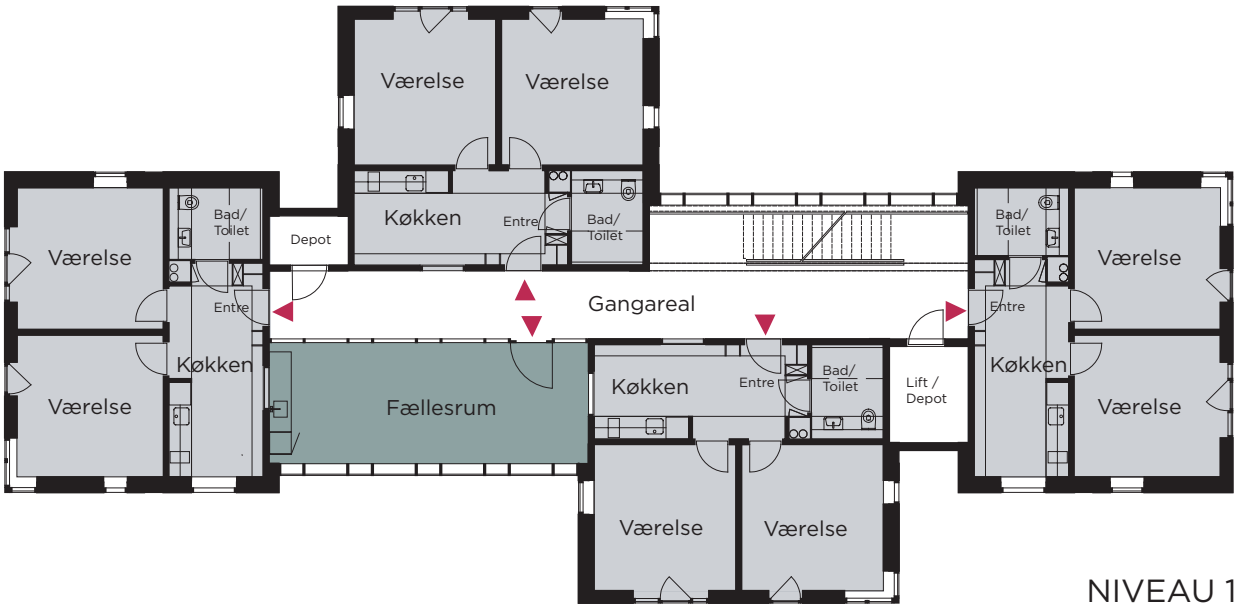 Værelse
Værelse
Køkken
Entre
Bad/
Toilet
Bad/
Toilet
Depot
Værelse
Entre
Køkken
Værelse
Gangareal
Fællesrum
Køkken
Entre
Bad/
Toilet
Lift /
Depot
Værelse
Værelse
Bad/
Toilet
Entre
Køkken
Værelse
Værelse
NIVEAU 1